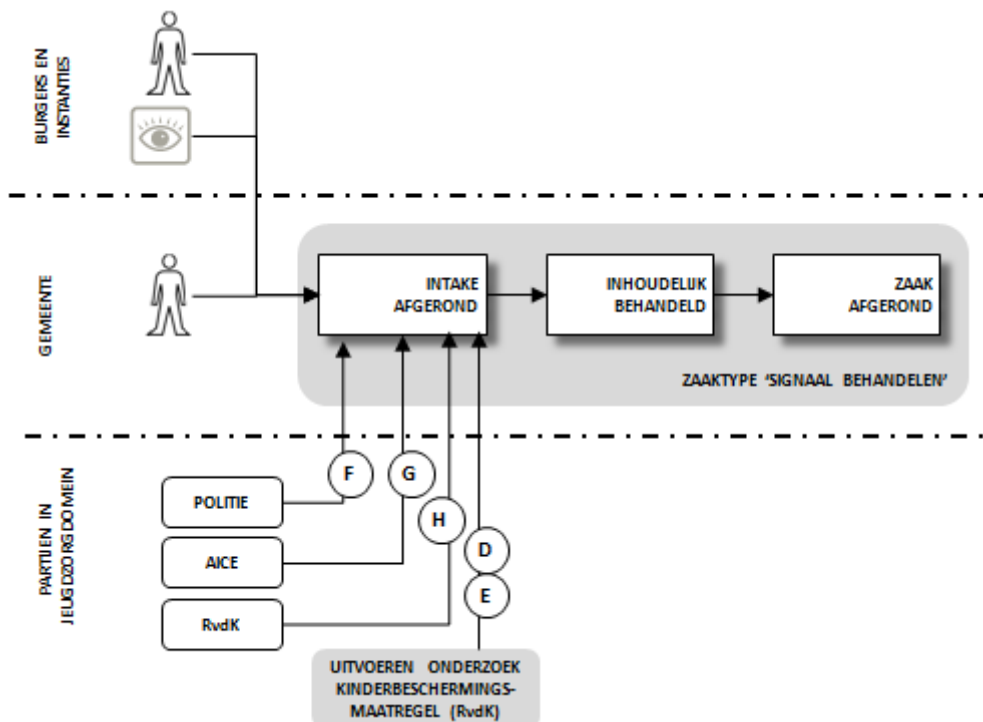 BURGERS EN
INSTANTIES
GEMEENTE
INTAKE
AFGEROND
INHOUDELIJK
BEHANDELD
ZAAK
AFGEROND
ZAAKTYPE ‘SIGNAAL BEHANDELEN’
PARTIJEN IN
JEUGDZORGDOMEIN
F
G
POLITIE
H
AICE
D
E
RvdK
UITVOEREN ONDERZOEK
KINDERBESCHERMINGS-
MAATREGEL (RvdK)